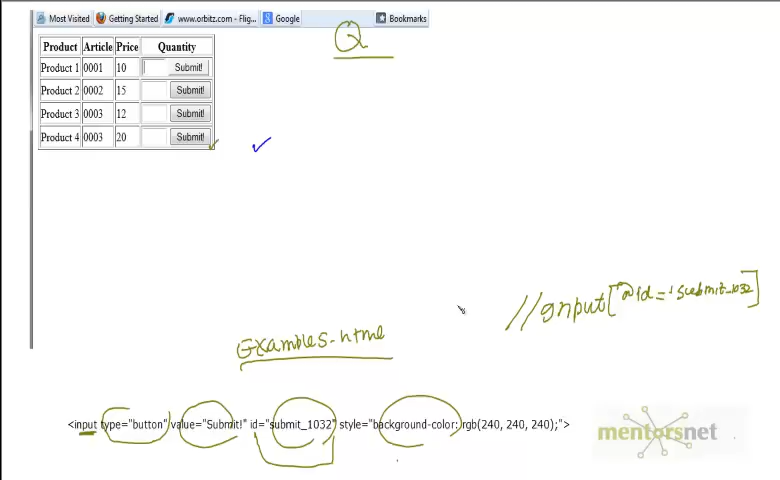 Most Visited Getting Started www.orbitz.com - Flig... Google Bookmarks
Q
Product Article Price Quantity
Product 1 0001 10 Submit!
Product 2 0002 15 Submit!
Product 3 0003 12 Submit!
Product 4 0003 20 Submit!
//input[@id='submit_1032]
Examples.html
<input type="button" value="Submit!" id="submit_1032" style="background-color: rgb(240, 240, 240);">
mentorsnet